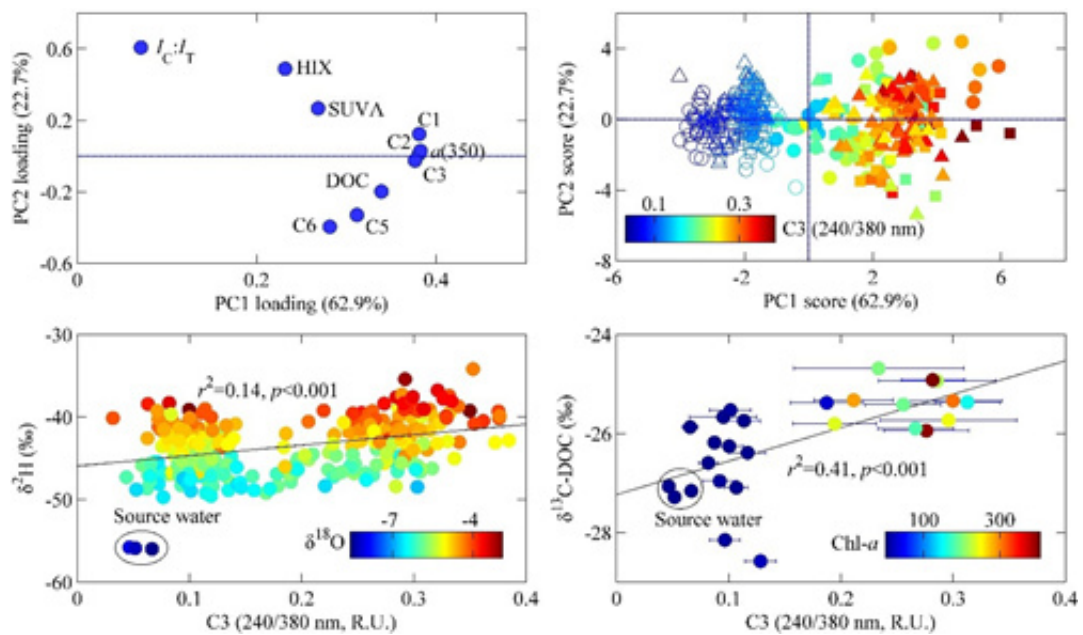 0.6
0.2
-0.2
-0.6
PC2 loading (22.7%)
I_C:I_T
HIX
SUVA
C1
C2
a(350)
C3
DOC
C5
C6
0
0.2
0.4
PC1 loading (62.9%)
8
4
0
-4
-8
PC2 score (22.7%)
0.1
0.3
C3 (240/380 nm)
-6
-2
2
6
PC1 score (62.9%)
-30
-40
-50
-60
δ²H (‰)
r²=0.14, p<0.001
Source water
δ¹⁸O
-7
-4
0
0.1
0.2
0.3
0.4
C3 (240/380 nm, R.U.)
-24
-26
-28
δ¹³C-DOC (‰)
r²=0.41, p<0.001
Source water
Chl-a
100
300
0
0.1
0.2
0.3
0.4
C3 (240/380 nm, R.U.)